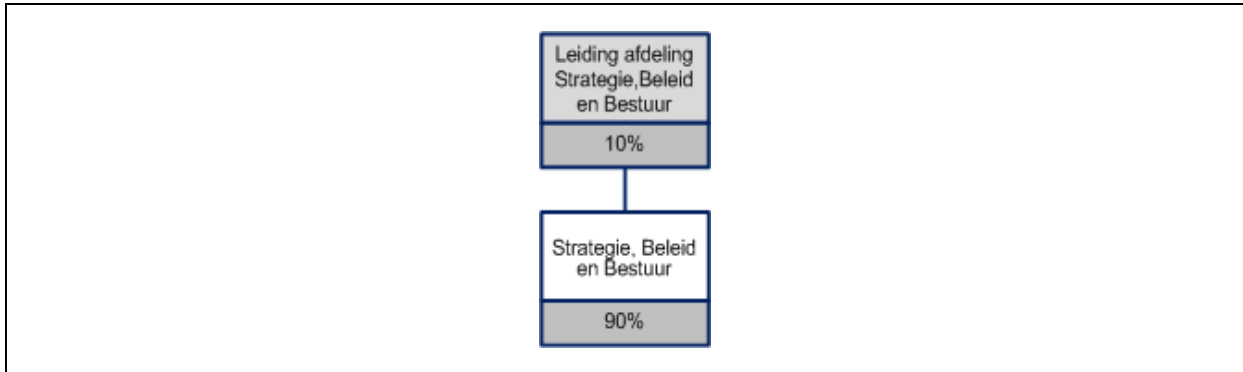 Leiding afdeling
Strategie,Beleid
en Bestuur
10%
Strategie, Beleid
en Bestuur
90%